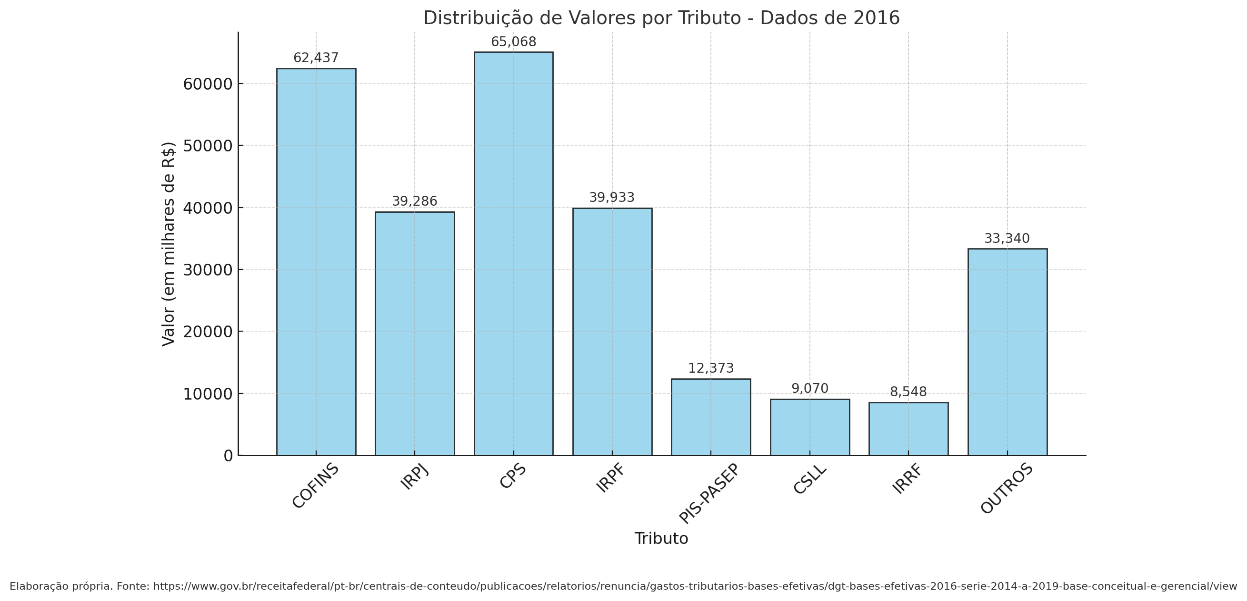 Distribuição de Valores por Tributo - Dados de 2016
65,068
62,437
60000
50000
Valor (em milhares de R$)
39,286
39,933
40000
33,340
30000
20000
12,373
9,070
8,548
10000
0
COFINS
IRPJ
CPS
IRPF
PIS-PASEP
CSLL
IRRF
OUTROS
Tributo
Elaboração própria. Fonte: https://www.gov.br/receitafederal/pt-br/centrais-de-conteudo/publicacoes/relatorios/renuncia/gastos-tributarios-bases-efetivas/dgt-bases-efetivas-2016-serie-2014-a-2019-base-conceitual-e-gerencial/view